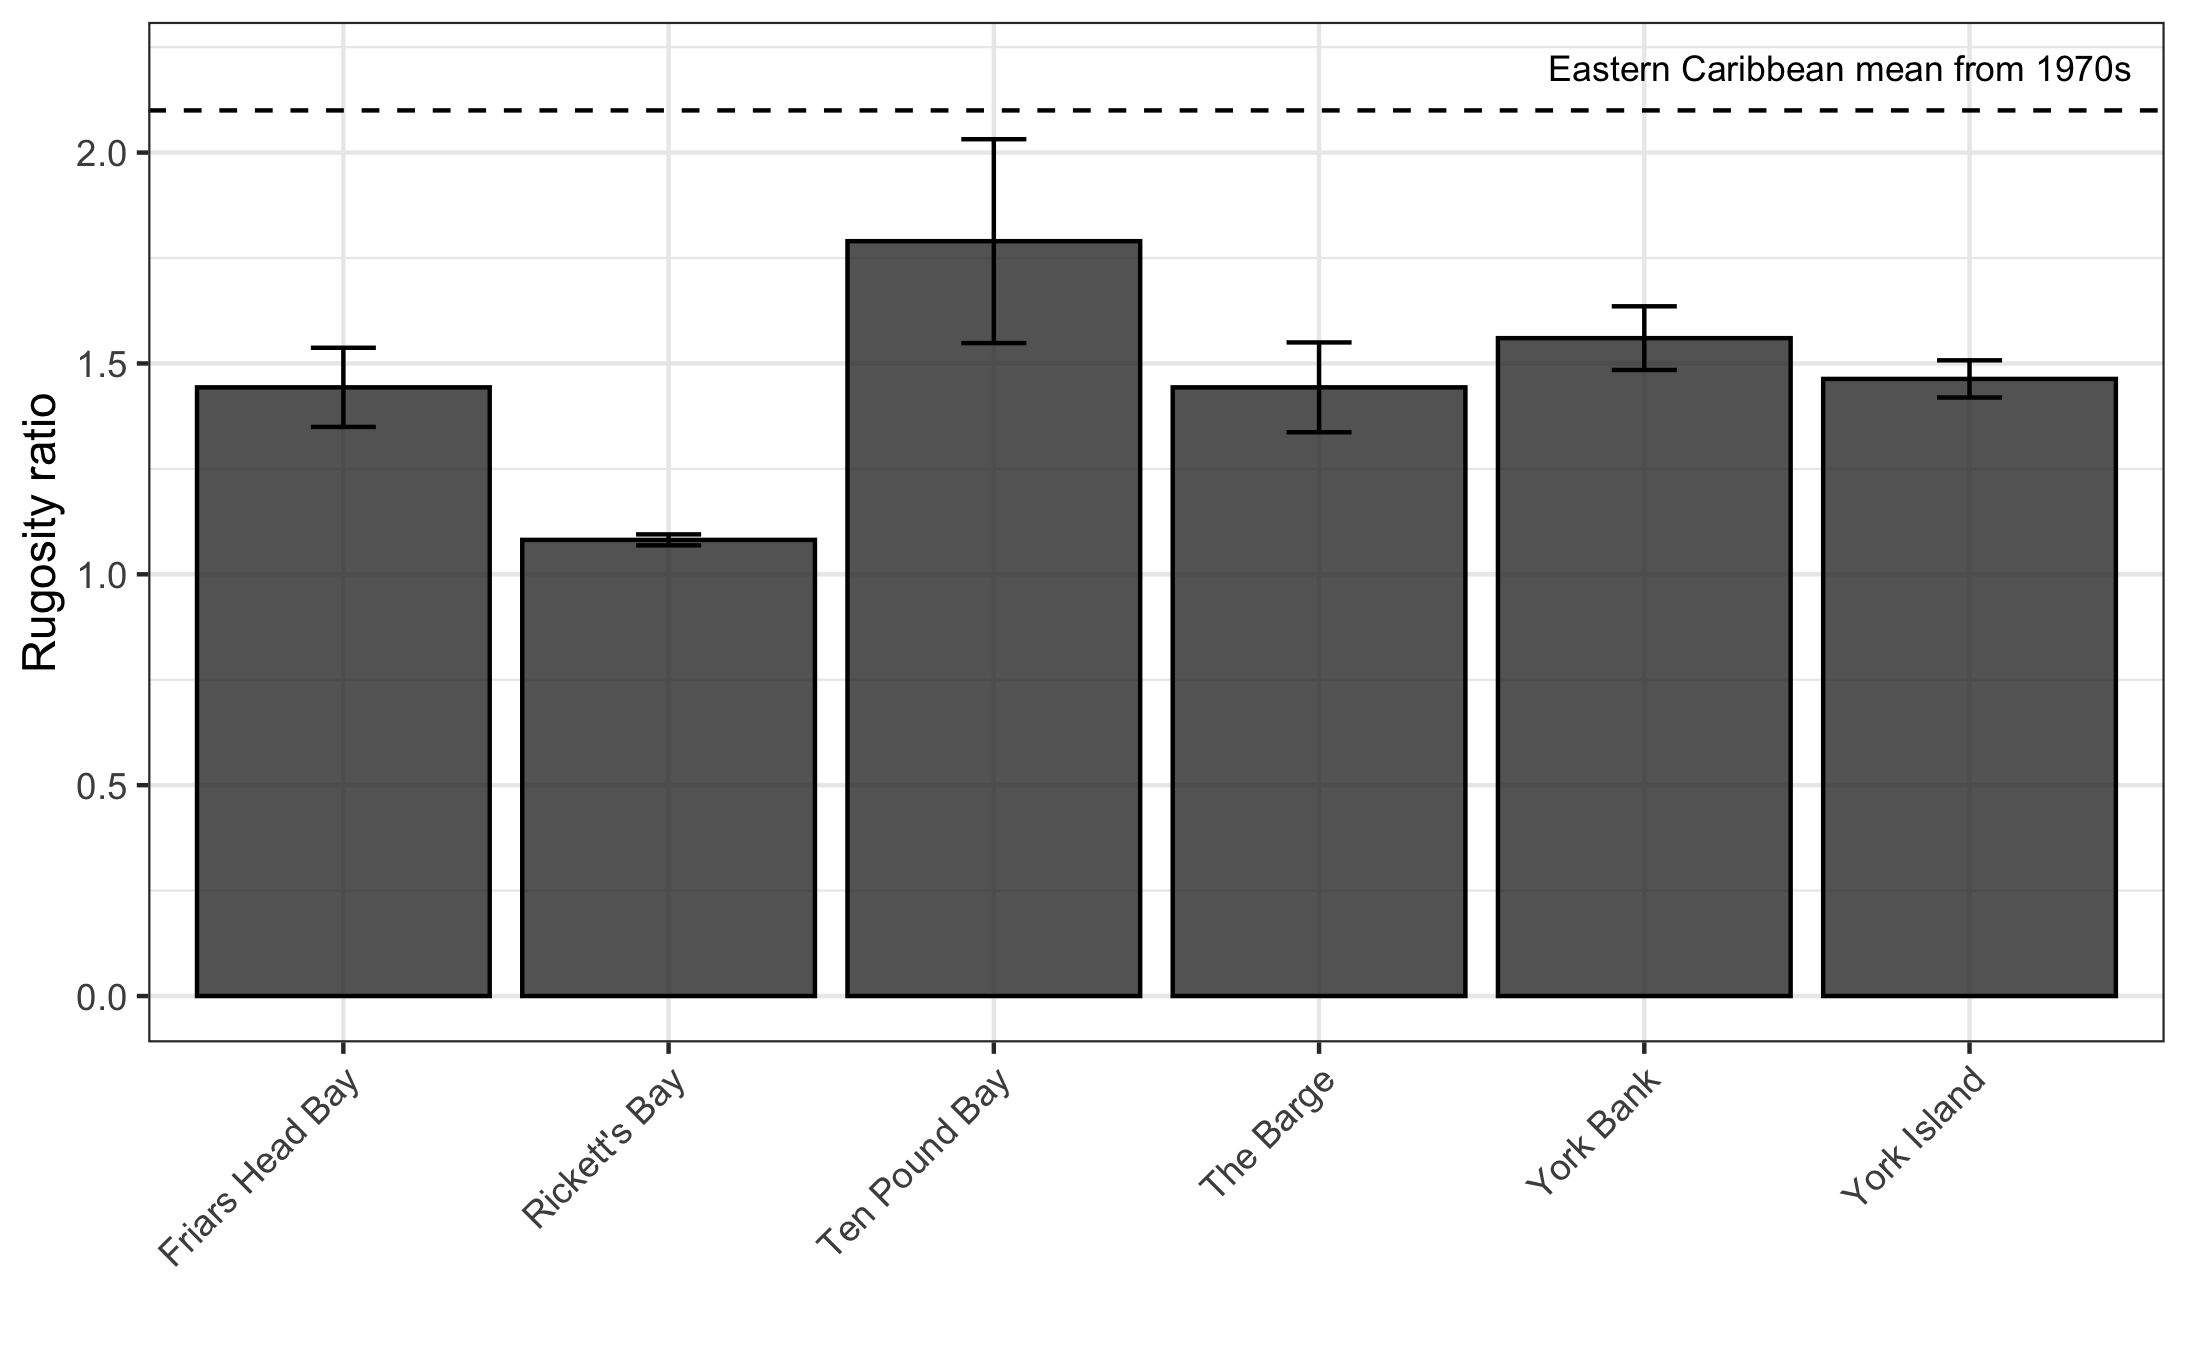 Eastern Caribbean mean from 1970s
Rugosity ratio
2.0
1.5
1.0
0.5
0.0
Friars Head Bay
Rickett's Bay
Ten Pound Bay
The Barge
York Bank
York Island